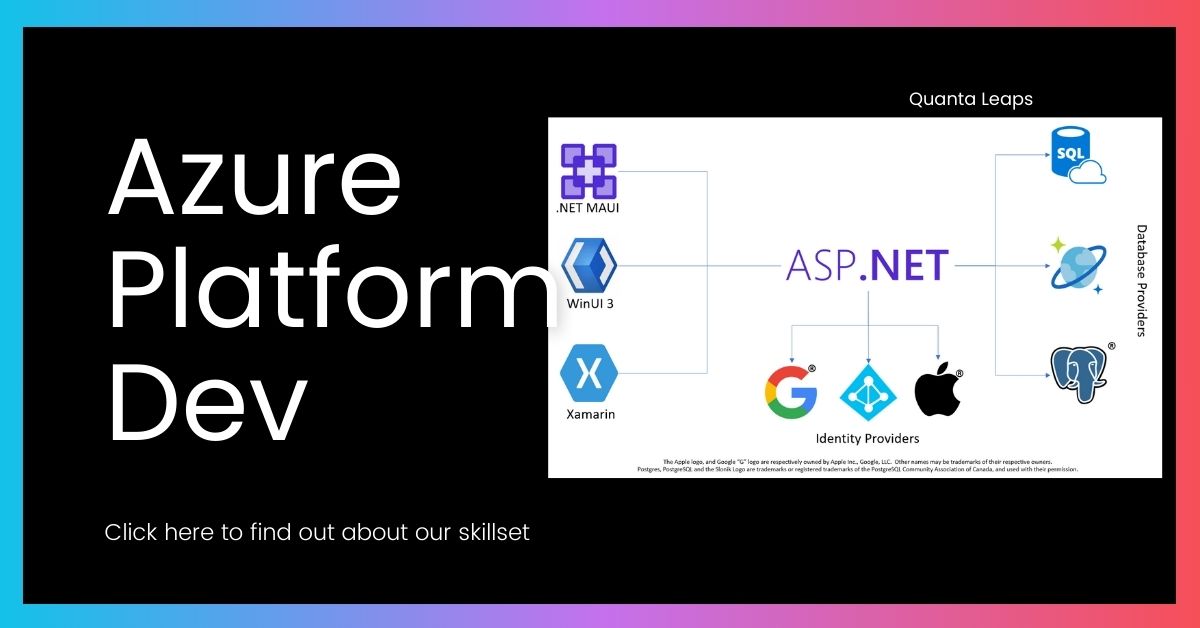 Quanta Leaps
Azure
Platform
Dev
Click here to find out about our skillset
.NET MAUI
WinUI 3
Xamarin
ASP.NET
SQL
Database Providers
G ®
®
®
Identity Providers
The Apple logo, and Google "G" logo are respectively owned by Apple Inc., Google, LLC. Other names may be trademarks of their respective owners.
Postgres, PostgreSQL and the Slonik Logo are trademarks or registered trademarks of the PostgreSQL Community Association of Canada, and used with their permission.